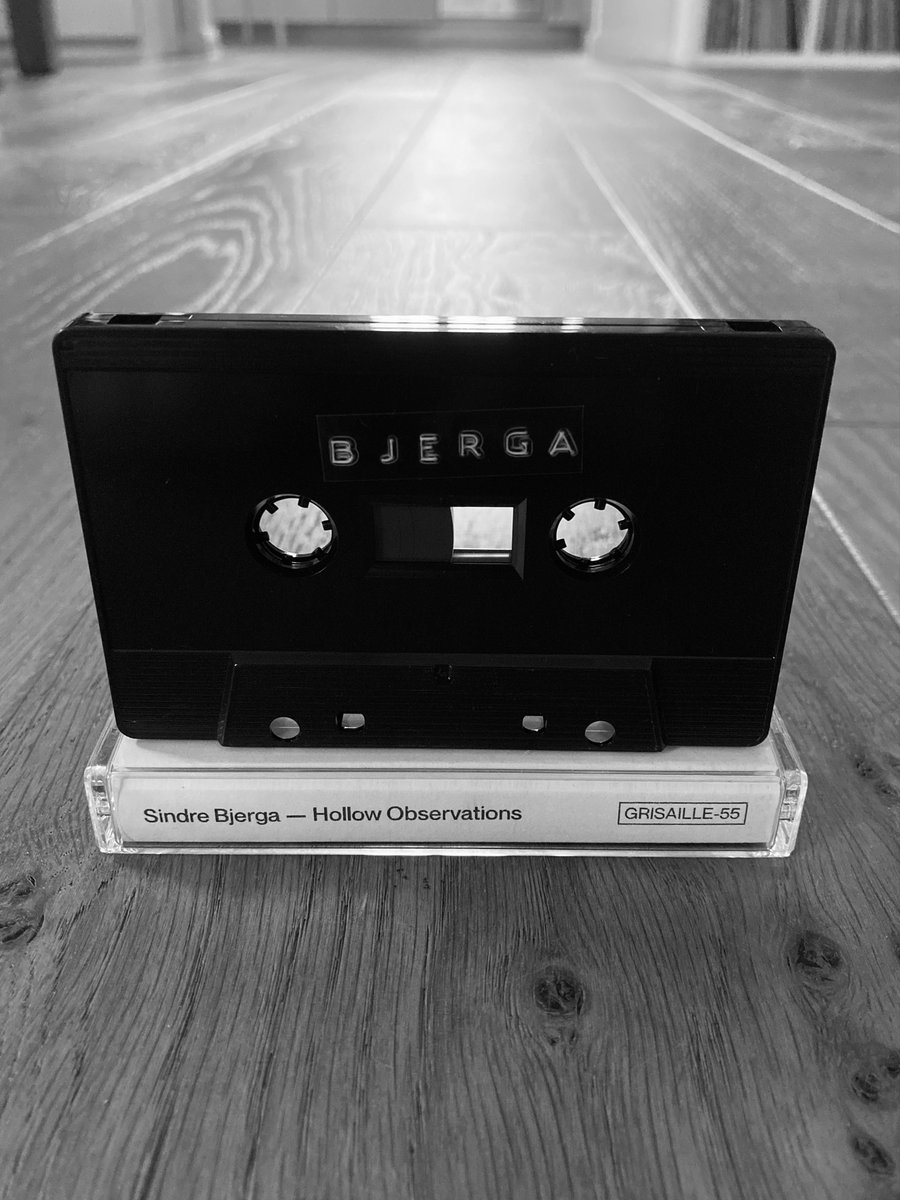 BJERGA
Sindre Bjerga — Hollow Observations
GRISAILLE-55